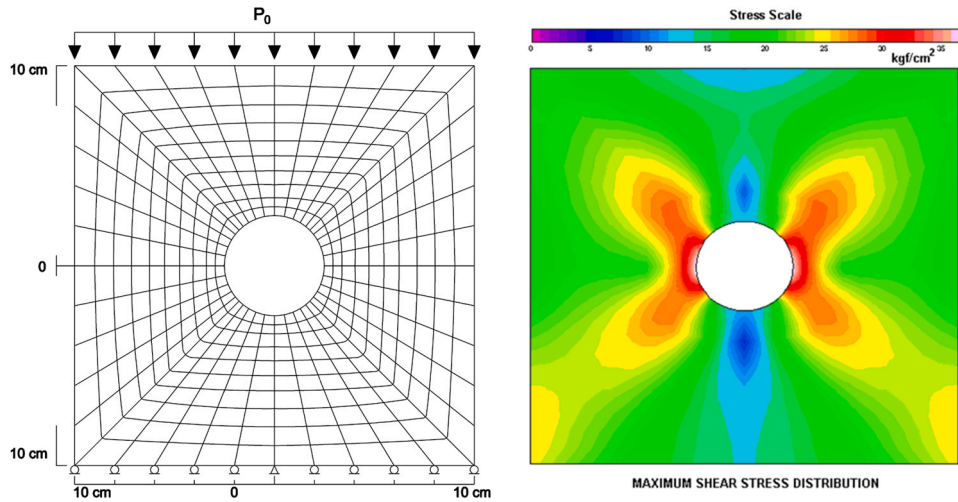 P0
10 cm
0
10 cm
10 cm
0
10 cm
Stress Scale
0 5 10 15 20 25 30 35
kgf/cm2
MAXIMUM SHEAR STRESS DISTRIBUTION